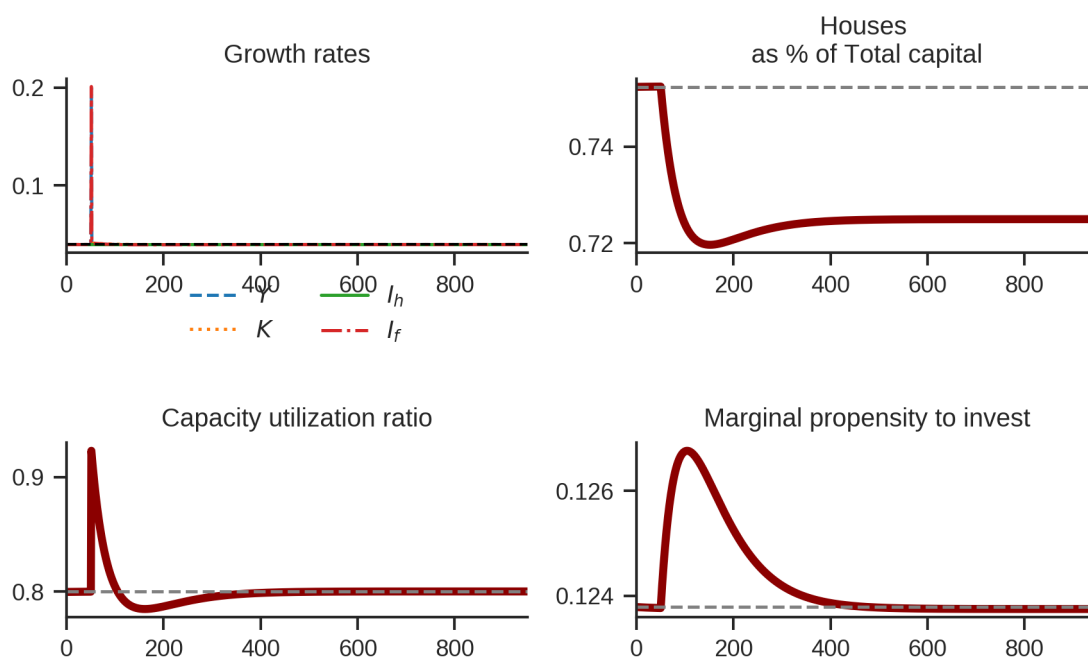 Growth rates
0.2
0.1
0 200 400 600 800
Y
I_h
K
I_f
Houses
as % of Total capital
0.74
0.72
0 200 400 600 800
Capacity utilization ratio
0.9
0.8
0 200 400 600 800
Marginal propensity to invest
0.126
0.124
0 200 400 600 800